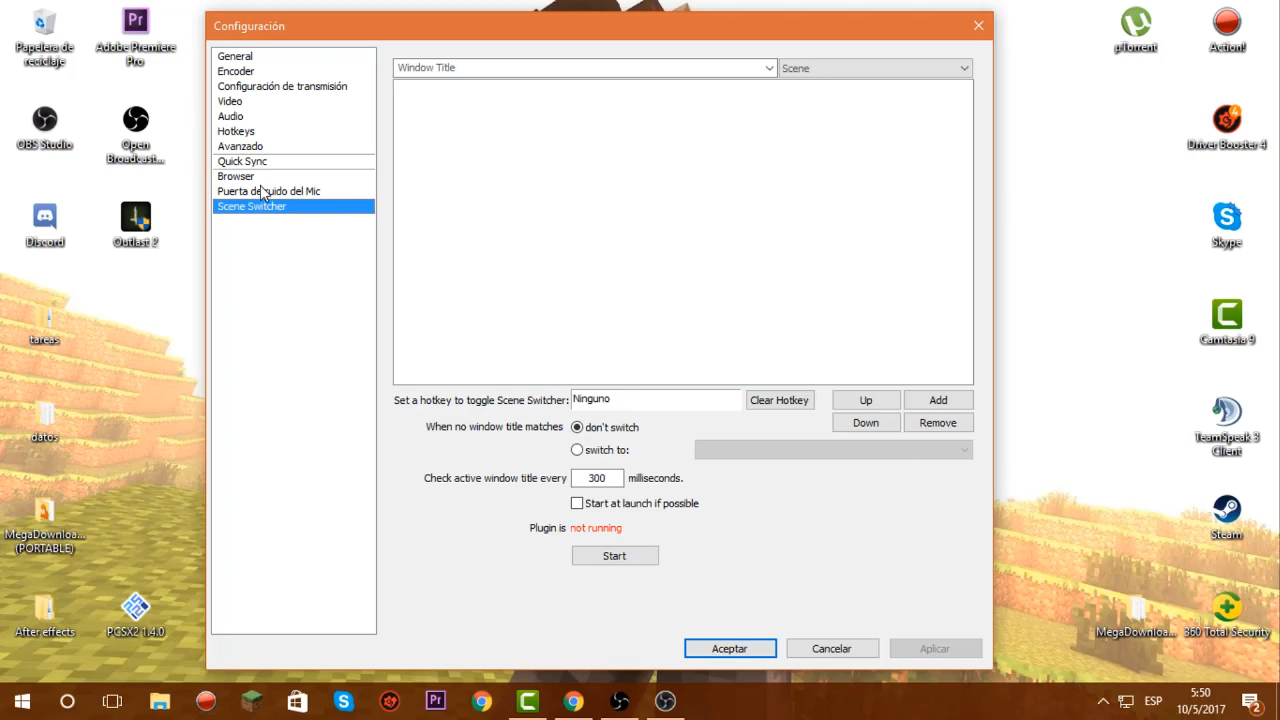 Papelera de
reciclaje
Adobe Premiere
Pro
OBS Studio
Open
Broadcast...
Discord
Outlast 2
tareas
datos
MegaDownloa...
(PORTABLE)
After effects
PCSX2 1.4.0
Configuración
General
Encoder
Configuración de transmisión
Video
Audio
Hotkeys
Avanzado
Quick Sync
Browser
Puerta de ruido del Mic
Scene Switcher
Window Title
Scene
Set a hotkey to toggle Scene Switcher:
Ninguno
Clear Hotkey
Up
Add
When no window title matches
don't switch
Down
Remove
switch to:
Check active window title every
300
milliseconds.
Start at launch if possible
Plugin is
not running
Start
Aceptar
Cancelar
Aplicar
µTorrent
Action!
Driver Booster 4
Skype
Camtasia 9
TeamSpeak 3
Client
Steam
MegaDownloa...
360 Total Security
ESP
5:50
10/5/2017
2